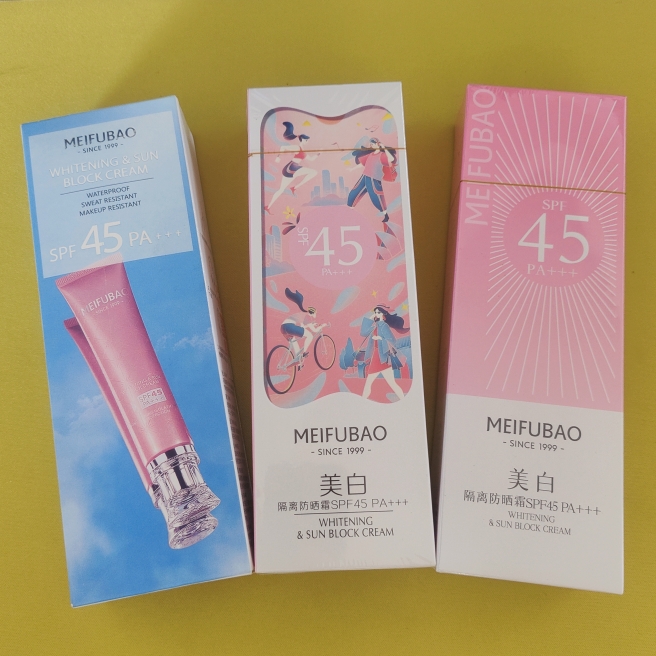 MEIFUBAO
- SINCE 1999 -
WHITENING & SUN
BLOCK CREAM
WATERPROOF
SWEAT RESISTANT
MAKEUP RESISTANT
SPF 45 PA+++
MEIFUBAO
SPF
45
PA+++
MEIFUBAO
- SINCE 1999 -
美白
隔离防晒霜SPF45 PA+++
WHITENING
& SUN BLOCK CREAM
MEIFUBAO
SPF
45
PA+++
MEIFUBAO
- SINCE 1999 -
美白
隔离防晒霜SPF45 PA+++
WHITENING
& SUN BLOCK CREAM